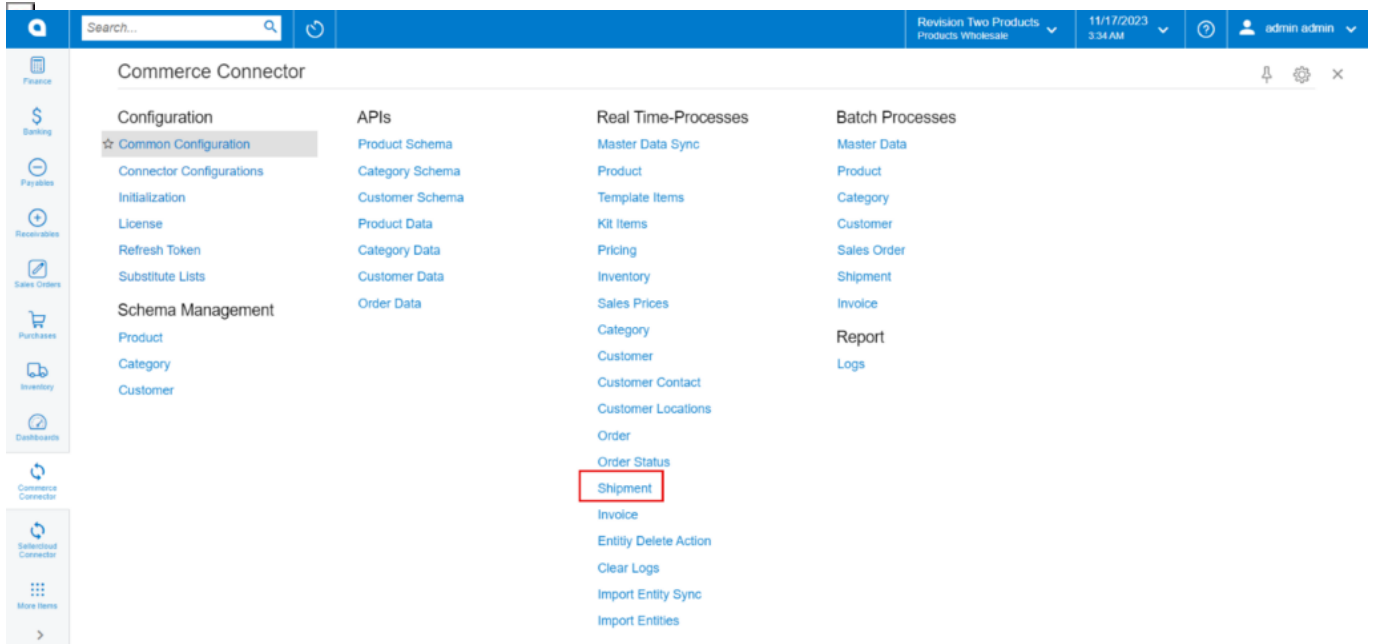 Search...
Revision Two Products
Products Wholesale
11/17/2023
3:34 AM
admin admin
Finance
Banking
Payables
Receivables
Sales Orders
Purchases
Inventory
Dashboards
Commerce
Connector
Sellercloud
Connector
More Items
Commerce Connector
Configuration
Common Configuration
Connector Configurations
Initialization
License
Refresh Token
Substitute Lists
Schema Management
Product
Category
Customer
APIs
Product Schema
Category Schema
Customer Schema
Product Data
Category Data
Customer Data
Order Data
Real Time-Processes
Master Data Sync
Product
Template Items
Kit Items
Pricing
Inventory
Sales Prices
Category
Customer
Customer Contact
Customer Locations
Order
Order Status
Shipment
Invoice
Entitiy Delete Action
Clear Logs
Import Entity Sync
Import Entities
Batch Processes
Master Data
Product
Category
Customer
Sales Order
Shipment
Invoice
Report
Logs